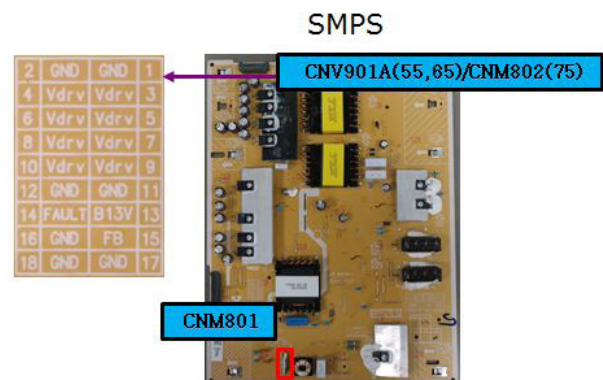 SMPS
CNV901A(55,65)/CNM802(75)
2 GND GND 1
4 Vdrv Vdrv 3
6 Vdrv Vdrv 5
8 Vdrv Vdrv 7
10 Vdrv Vdrv 9
12 GND GND 11
14 FAULT B13V 13
16 GND FB 15
18 GND GND 17
CNM801